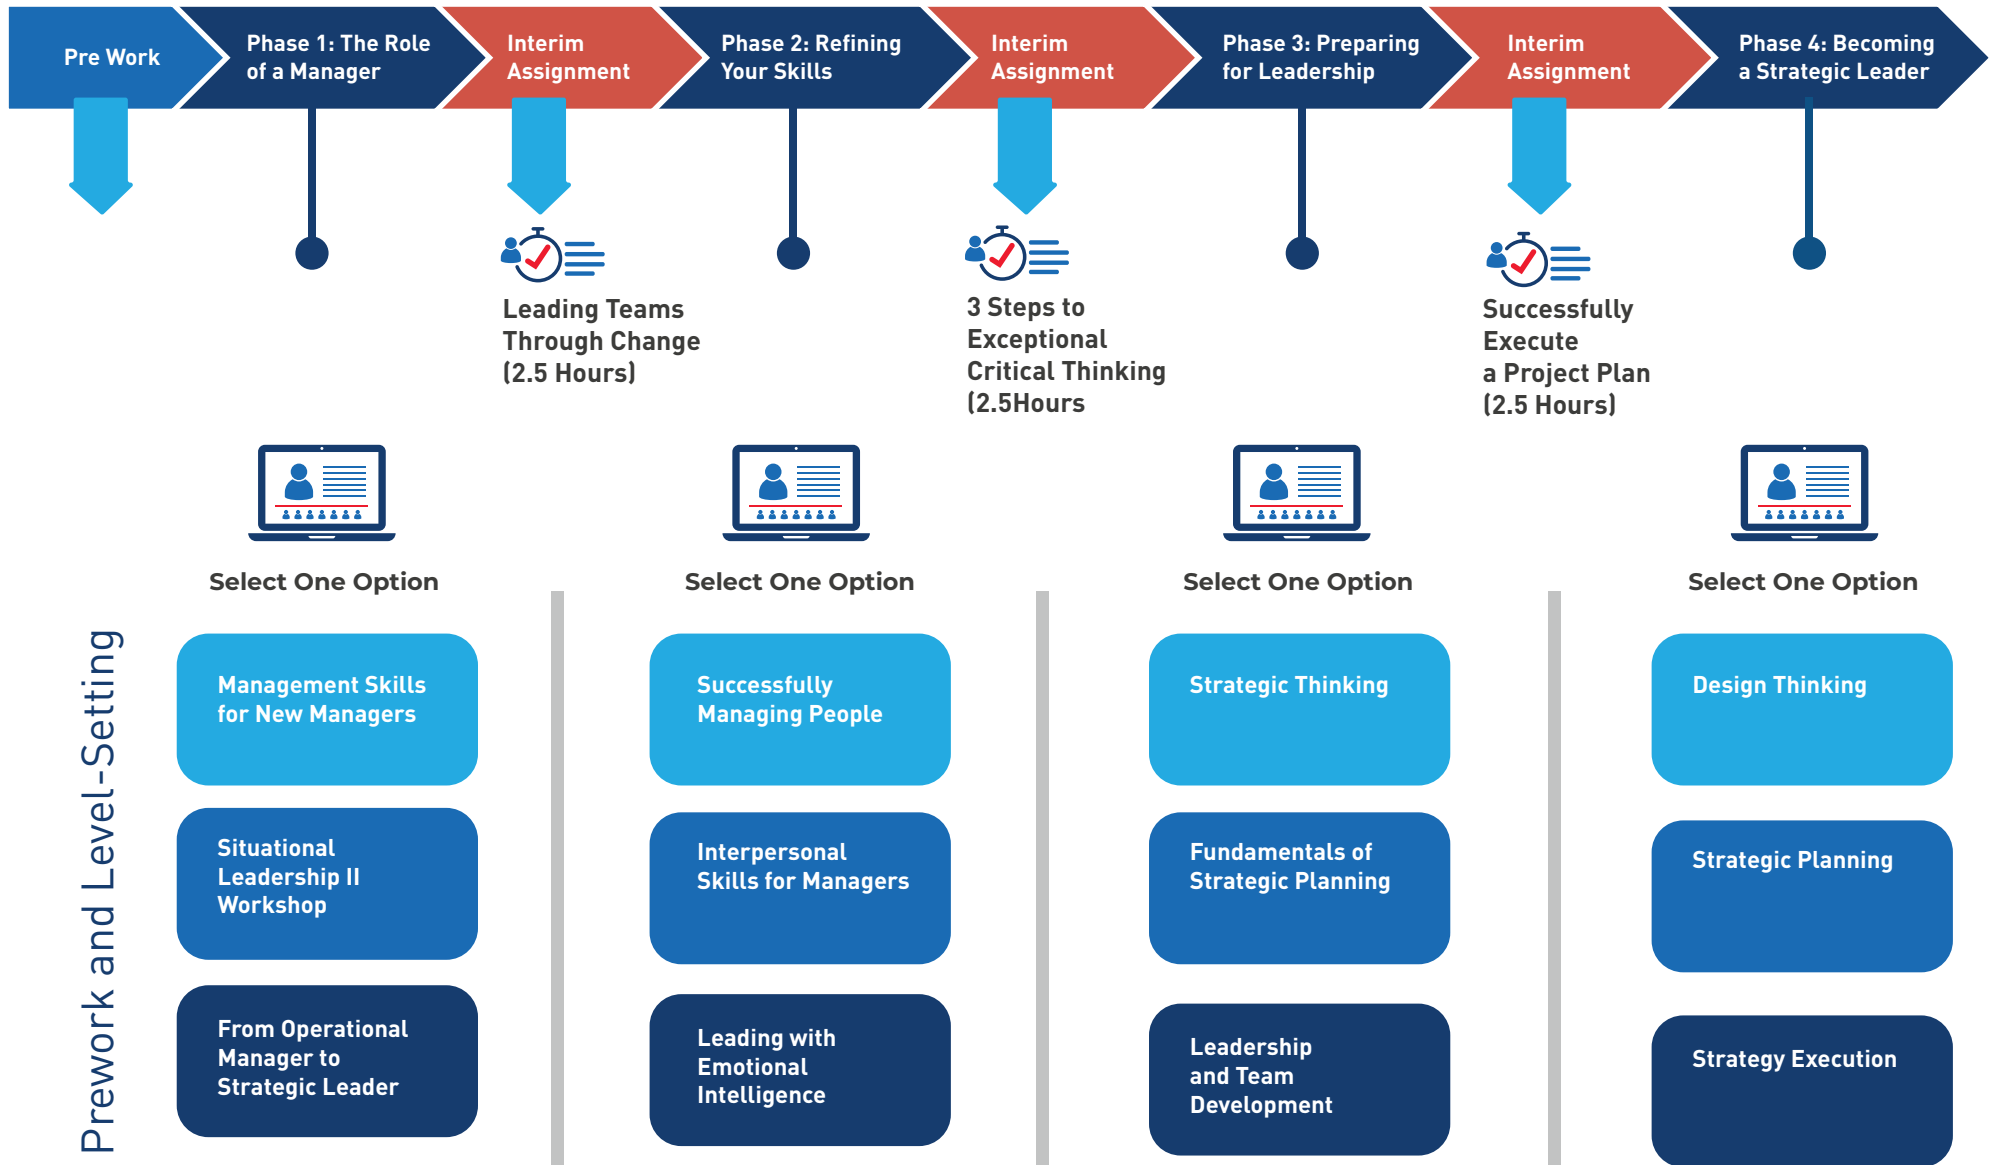 Pre Work
Phase 1: The Role
of a Manager
Interim
Assignment
Phase 2: Refining
Your Skills
Interim
Assignment
Phase 3: Preparing
for Leadership
Interim
Assignment
Phase 4: Becoming
a Strategic Leader
Leading Teams
Through Change
(2.5 Hours)
3 Steps to
Exceptional
Critical Thinking
(2.5Hours
Successfully
Execute
a Project Plan
(2.5 Hours)
Prework and Level-Setting
Select One Option
Management Skills
for New Managers
Situational
Leadership II
Workshop
From Operational
Manager to
Strategic Leader
Select One Option
Successfully
Managing People
Interpersonal
Skills for Managers
Leading with
Emotional
Intelligence
Select One Option
Strategic Thinking
Fundamentals of
Strategic Planning
Leadership
and Team
Development
Select One Option
Design Thinking
Strategic Planning
Strategy Execution